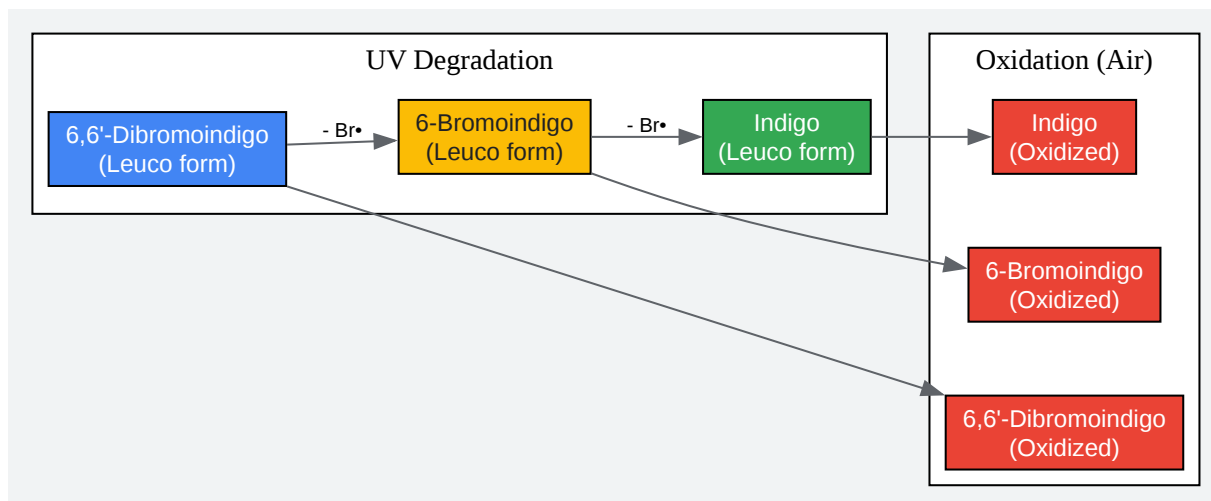 UV Degradation
Oxidation (Air)
6,6'-Dibromoindigo
(Leuco form)
- Br•
6-Bromoindigo
(Leuco form)
- Br•
Indigo
(Leuco form)
Indigo
(Oxidized)
6-Bromoindigo
(Oxidized)
6,6'-Dibromoindigo
(Oxidized)